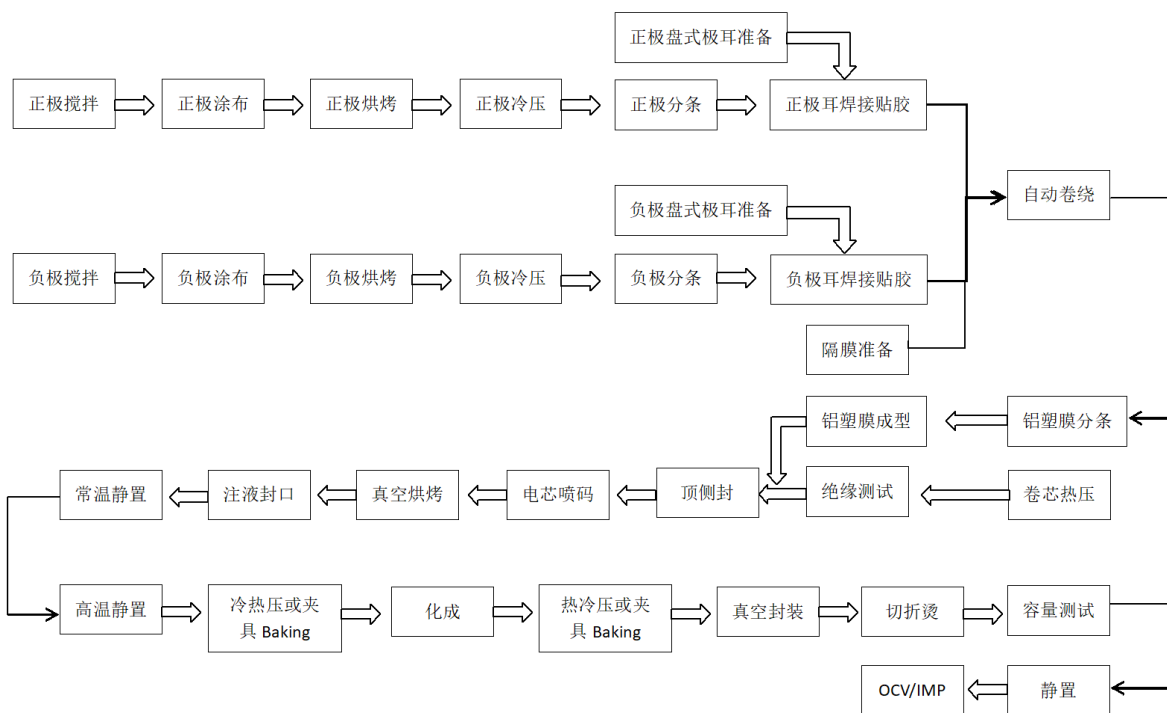 正极盘式极耳准备
正极搅拌
正极涂布
正极烘烤
正极冷压
正极分条
正极耳焊接贴胶
自动卷绕
负极盘式极耳准备
负极搅拌
负极涂布
负极烘烤
负极冷压
负极分条
负极耳焊接贴胶
隔膜准备
铝塑膜成型
铝塑膜分条
常温静置
注液封口
真空烘烤
电芯喷码
顶侧封
绝缘测试
卷芯热压
高温静置
冷热压或夹
具 Baking
化成
热冷压或夹
具 Baking
真空封装
切折烫
容量测试
OCV/IMP
静置